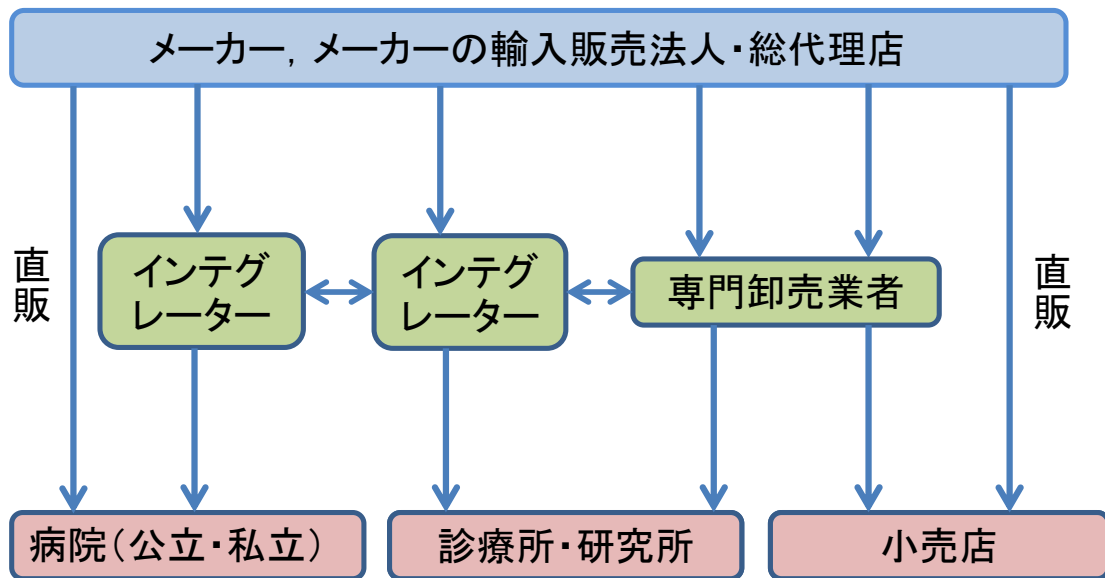 メーカー，メーカーの輸入販売法人・総代理店
直販
インテグ
レーター
インテグ
レーター
専門卸売業者
直販
病院（公立・私立）
診療所・研究所
小売店